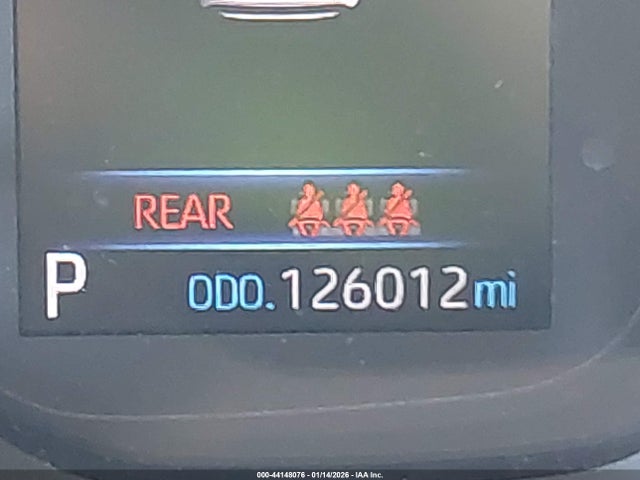 REAR
P ODO.126012mi
000-44148076 - 01/14/2026 - IAA Inc.